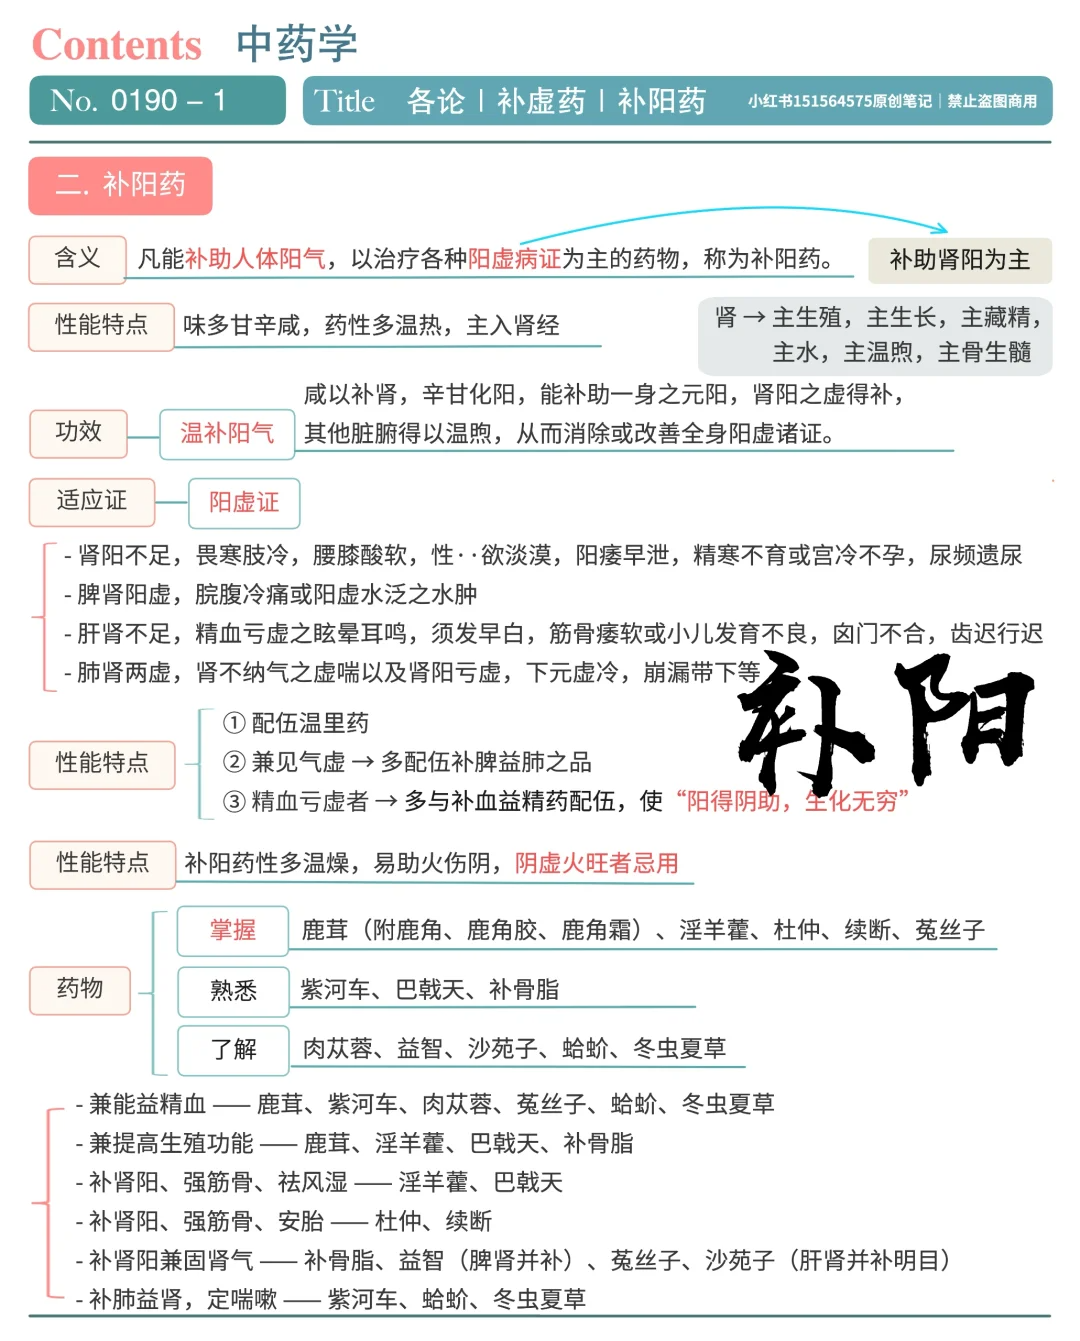 Contents 中药学
No. 0190 – 1
Title 各论｜补虚药｜补阳药 小红书151564575原创笔记｜禁止盗图商用
二. 补阳药
含义 凡能补助人体阳气，以治疗各种阳虚病证为主的药物，称为补阳药。 补助肾阳为主
性能特点 味多甘辛咸，药性多温热，主入肾经
肾 → 主生殖，主生长，主藏精，
主水，主温煦，主骨生髓
功效 温补阳气
咸以补肾，辛甘化阳，能补助一身之元阳，肾阳之虚得补，
其他脏腑得以温煦，从而消除或改善全身阳虚诸证。
适应证 阳虚证
- 肾阳不足，畏寒肢冷，腰膝酸软，性··欲淡漠，阳痿早泄，精寒不育或宫冷不孕，尿频遗尿
- 脾肾阳虚，脘腹冷痛或阳虚水泛之水肿
- 肝肾不足，精血亏虚之眩晕耳鸣，须发早白，筋骨痿软或小儿发育不良，囟门不合，齿迟行迟
- 肺肾两虚，肾不纳气之虚喘以及肾阳亏虚，下元虚冷，崩漏带下等
补阳
性能特点
① 配伍温里药
② 兼见气虚 → 多配伍补脾益肺之品
③ 精血亏虚者 → 多与补血益精药配伍，使“阳得阴助，生化无穷”
性能特点 补阳药性多温燥，易助火伤阴，阴虚火旺者忌用
药物
掌握 鹿茸（附鹿角、鹿角胶、鹿角霜）、淫羊藿、杜仲、续断、菟丝子
熟悉 紫河车、巴戟天、补骨脂
了解 肉苁蓉、益智、沙苑子、蛤蚧、冬虫夏草
- 兼能益精血 —— 鹿茸、紫河车、肉苁蓉、菟丝子、蛤蚧、冬虫夏草
- 兼提高生殖功能 —— 鹿茸、淫羊藿、巴戟天、补骨脂
- 补肾阳、强筋骨、祛风湿 —— 淫羊藿、巴戟天
- 补肾阳、强筋骨、安胎 —— 杜仲、续断
- 补肾阳兼固肾气 —— 补骨脂、益智（脾肾并补）、菟丝子、沙苑子（肝肾并补明目）
- 补肺益肾，定喘嗽 —— 紫河车、蛤蚧、冬虫夏草